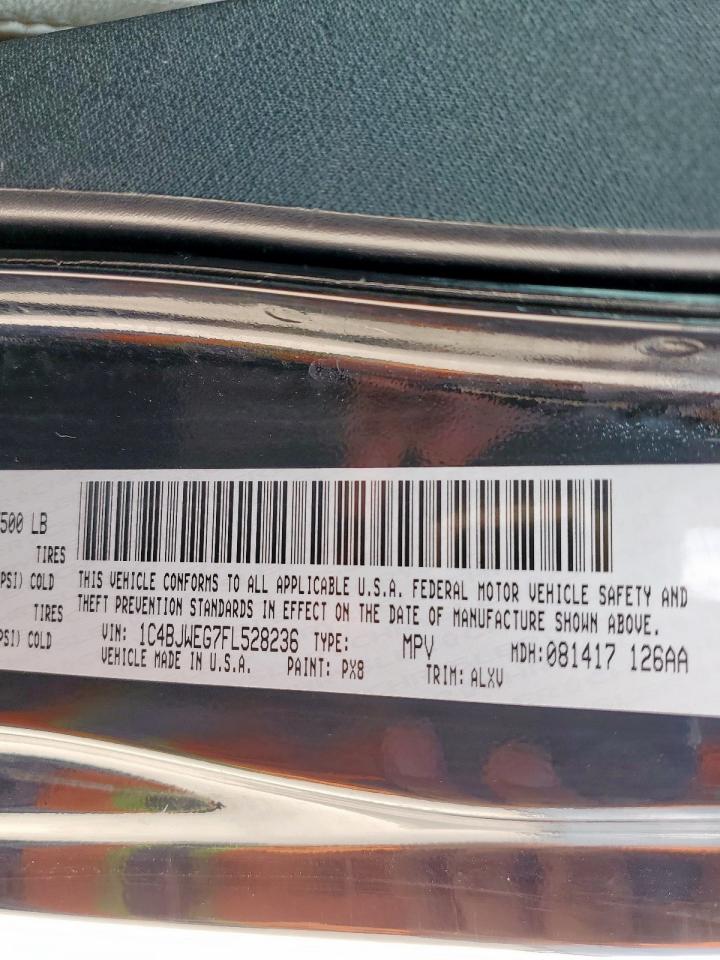 500 LB
TIRES
PSI) COLD
TIRES
PSI) COLD
THIS VEHICLE CONFORMS TO ALL APPLICABLE U.S.A. FEDERAL MOTOR VEHICLE SAFETY AND
THEFT PREVENTION STANDARDS IN EFFECT ON THE DATE OF MANUFACTURE SHOWN ABOVE.
VIN: 1C4BJWEG7FL528236 TYPE: MPV MDH:081417 126AA
VEHICLE MADE IN U.S.A. PAINT: PX8 TRIM: ALXV